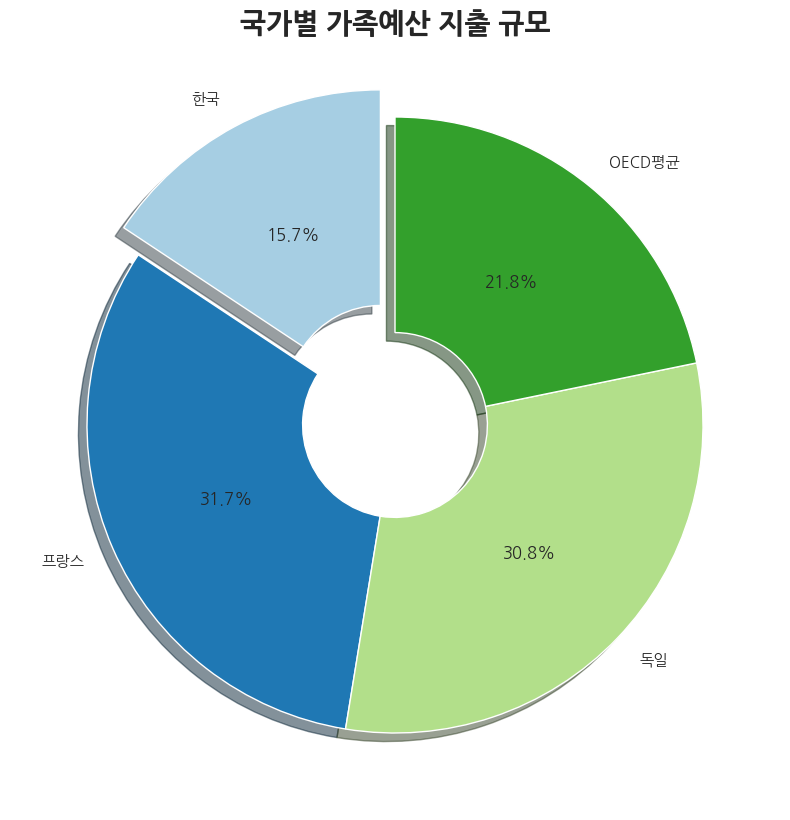 국가별 가족예산 지출 규모
한국
OECD평균
15.7%
21.8%
31.7%
30.8%
프랑스
독일